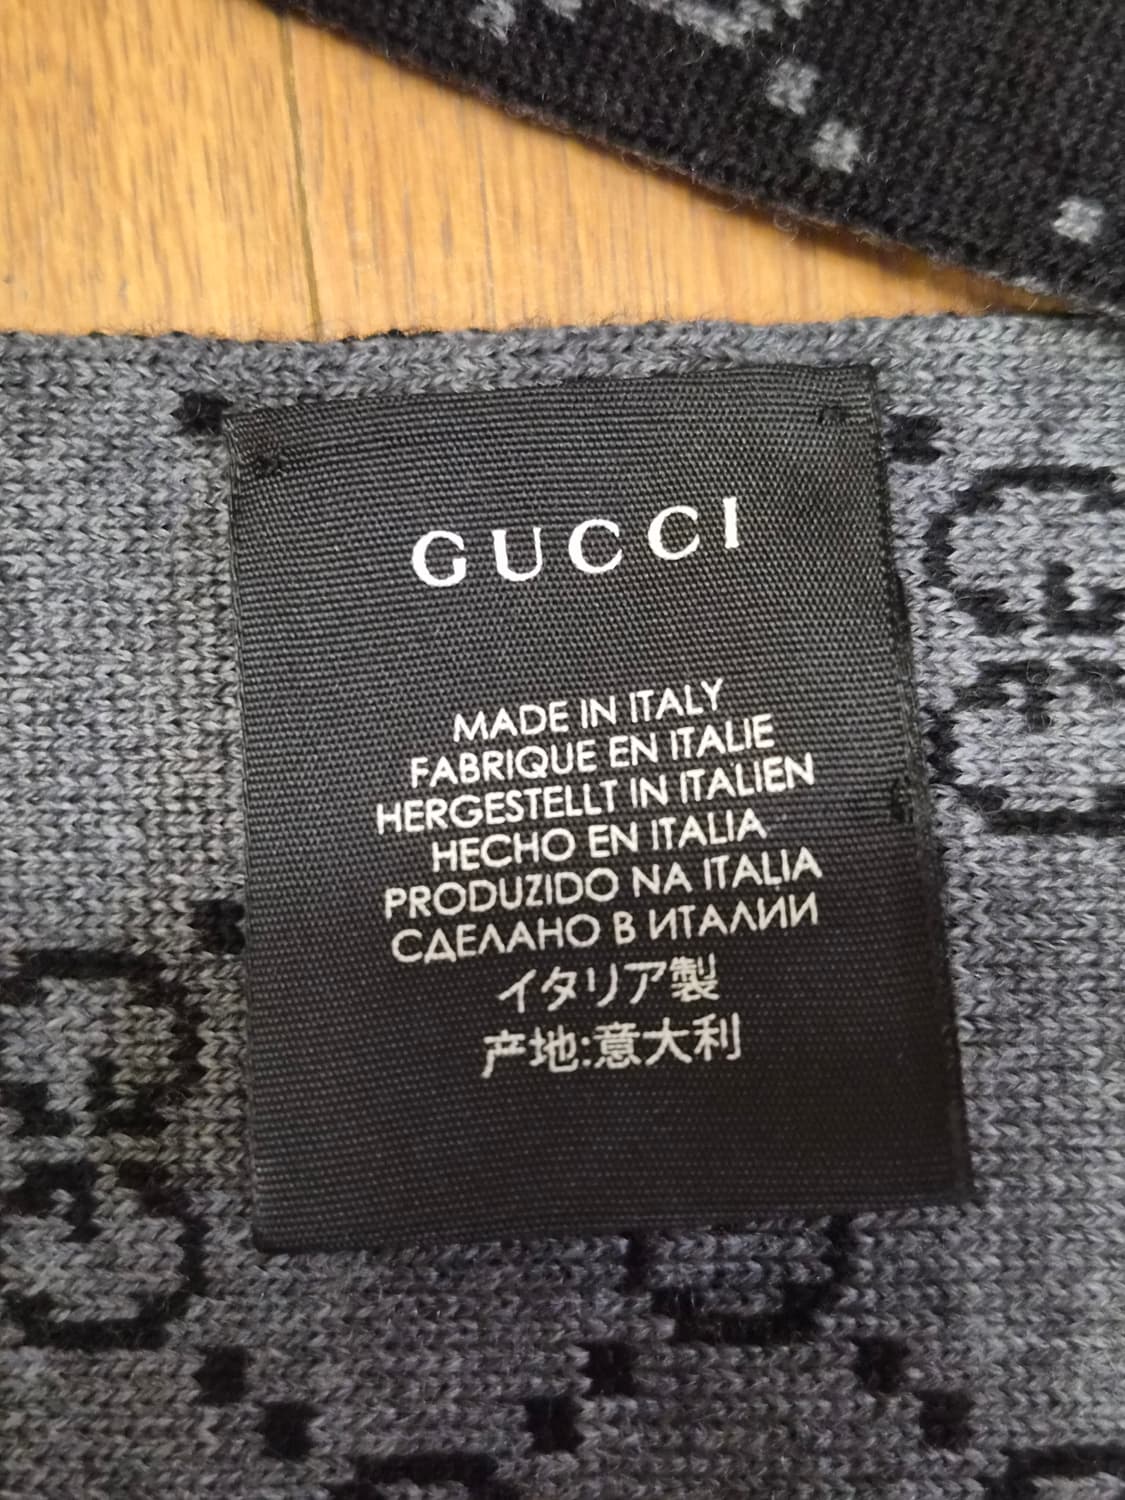 GUCCI
MADE IN ITALY
FABRIQUE EN ITALIE
HERGESTELLT IN ITALIEN
HECHO EN ITALIA
PRODUZIDO NA ITALIA
СДЕЛАНО В ИТАЛИИ
イタリア製
产地:意大利